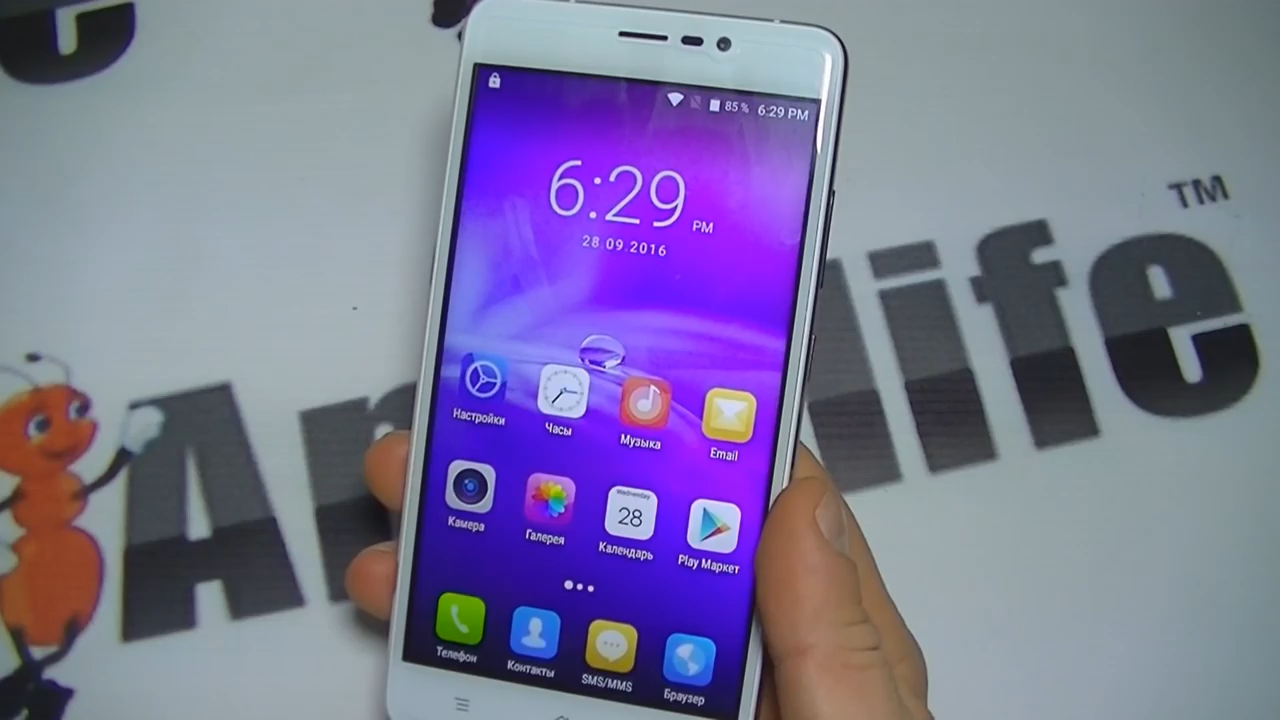 85 % 6:29 PM
6:29 PM
28.09.2016
Настройки Часы Музыка Email
Wednesday
28
Камера Галерея Календарь Play Маркет
Телефон Контакты SMS/MMS Браузер
life TM